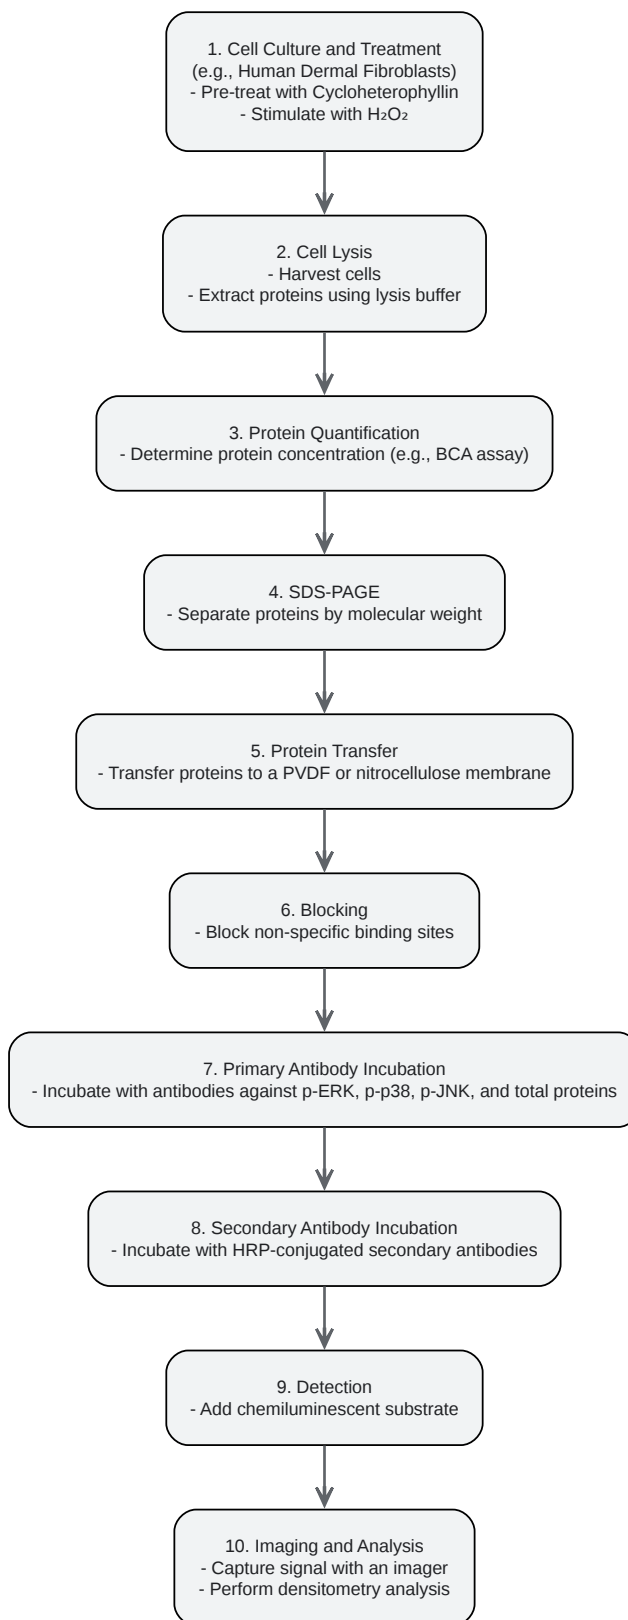 1. Cell Culture and Treatment
(e.g., Human Dermal Fibroblasts)
- Pre-treat with Cycloheterophyllin
- Stimulate with H₂O₂
2. Cell Lysis
- Harvest cells
- Extract proteins using lysis buffer
3. Protein Quantification
- Determine protein concentration (e.g., BCA assay)
4. SDS-PAGE
- Separate proteins by molecular weight
5. Protein Transfer
- Transfer proteins to a PVDF or nitrocellulose membrane
6. Blocking
- Block non-specific binding sites
7. Primary Antibody Incubation
- Incubate with antibodies against p-ERK, p-p38, p-JNK, and total proteins
8. Secondary Antibody Incubation
- Incubate with HRP-conjugated secondary antibodies
9. Detection
- Add chemiluminescent substrate
10. Imaging and Analysis
- Capture signal with an imager
- Perform densitometry analysis